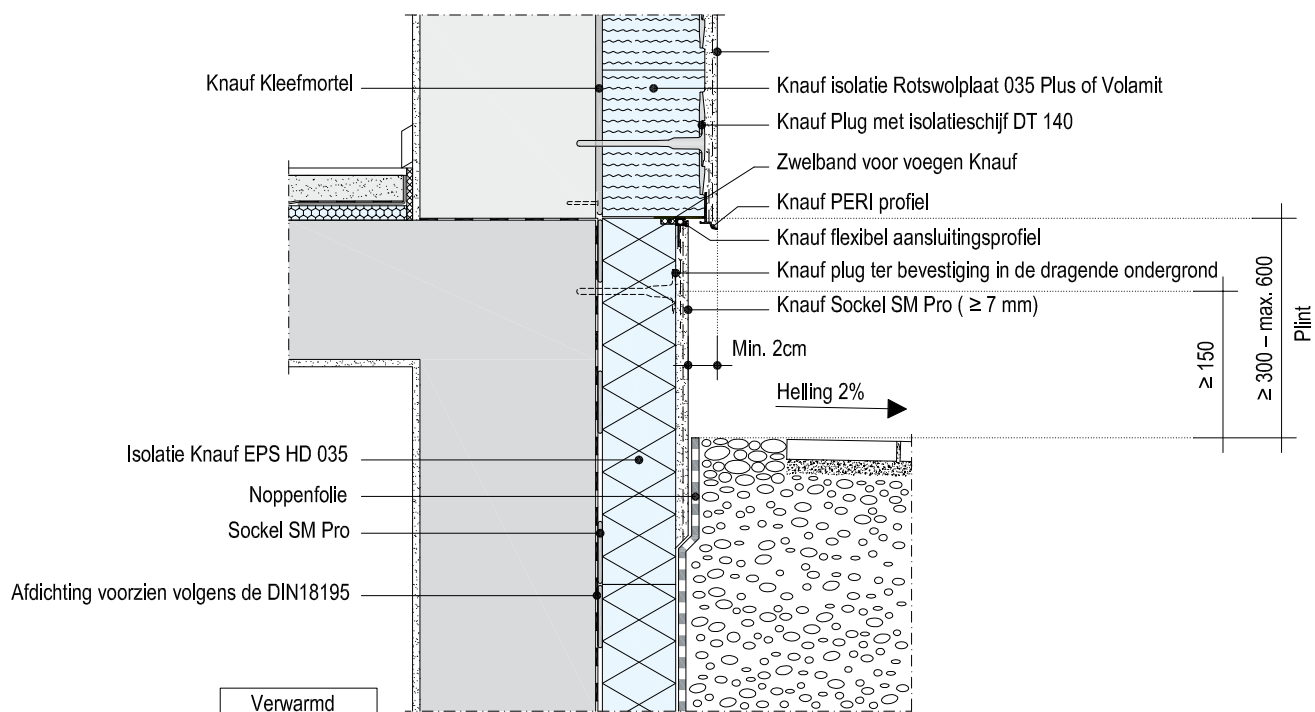 Knauf Kleefmortel
Knauf isolatie Rotswolplaat 035 Plus of Volamit
Knauf Plug met isolatieschijf DT 140
Zwelband voor voegen Knauf
Knauf PERI profiel
Knauf flexibel aansluitingsprofiel
Knauf plug ter bevestiging in de dragende ondergrond
Knauf Sockel SM Pro ( ≥ 7 mm)
Min. 2cm
Helling 2%
≥ 150
≥ 300 – max. 600
Plint
Isolatie Knauf EPS HD 035
Noppenfolie
Sockel SM Pro
Afdichting voorzien volgens de DIN18195
Verwarmd